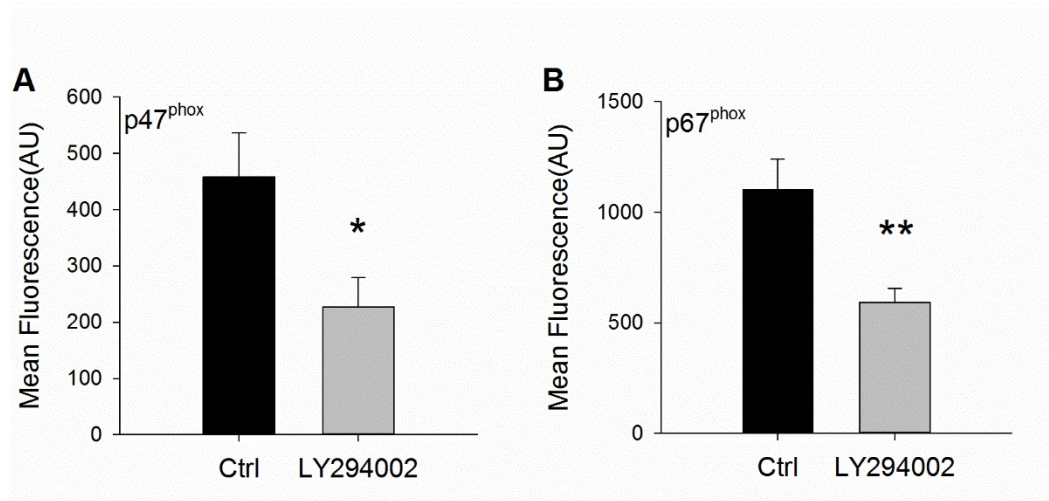 A
B
p47phox
p67phox
Mean Fluorescence(AU)
600
500
400
300
200
100
0
Ctrl LY294002
*
Mean Fluorescence(AU)
1500
1000
500
0
Ctrl LY294002
**